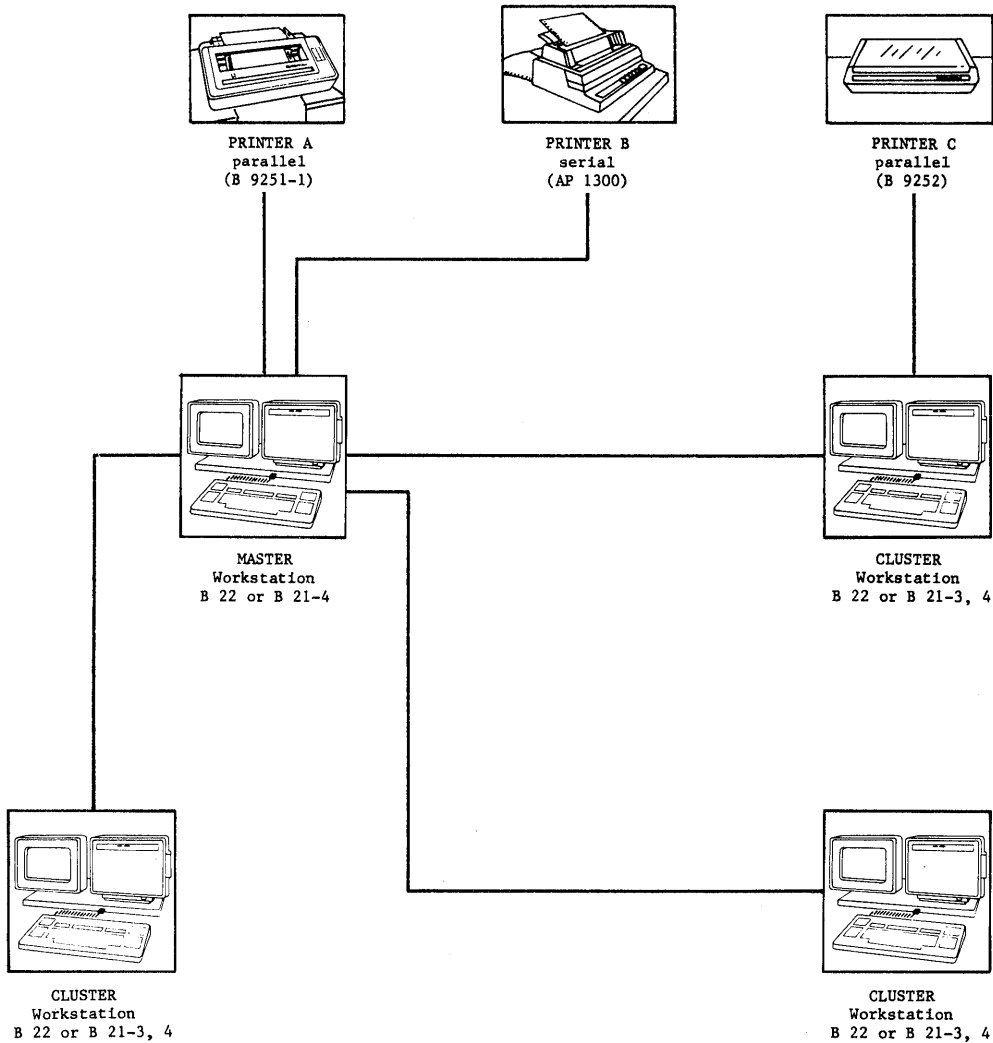 PRINTER A
parallel
(B 9251-1)
PRINTER B
serial
(AP 1300)
PRINTER C
parallel
(B 9252)
MASTER
Workstation
B 22 or B 21-4
CLUSTER
Workstation
B 22 or B 21-3, 4
CLUSTER
Workstation
B 22 or B 21-3, 4
CLUSTER
Workstation
B 22 or B 21-3, 4